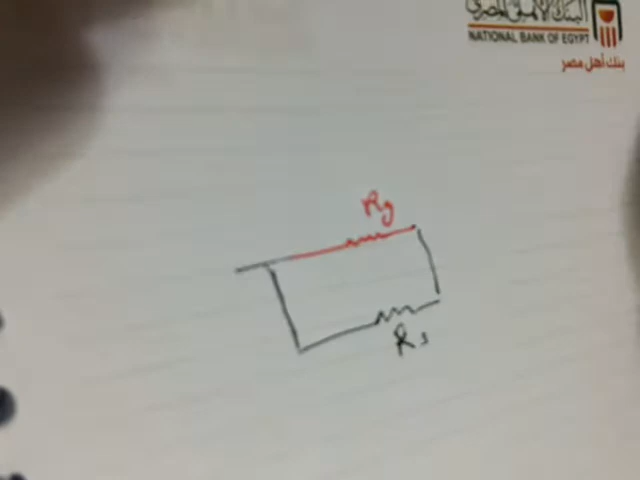 البنك الأهلي المصري
NATIONAL BANK OF EGYPT
بنك أهل مصر
Rg
Rs